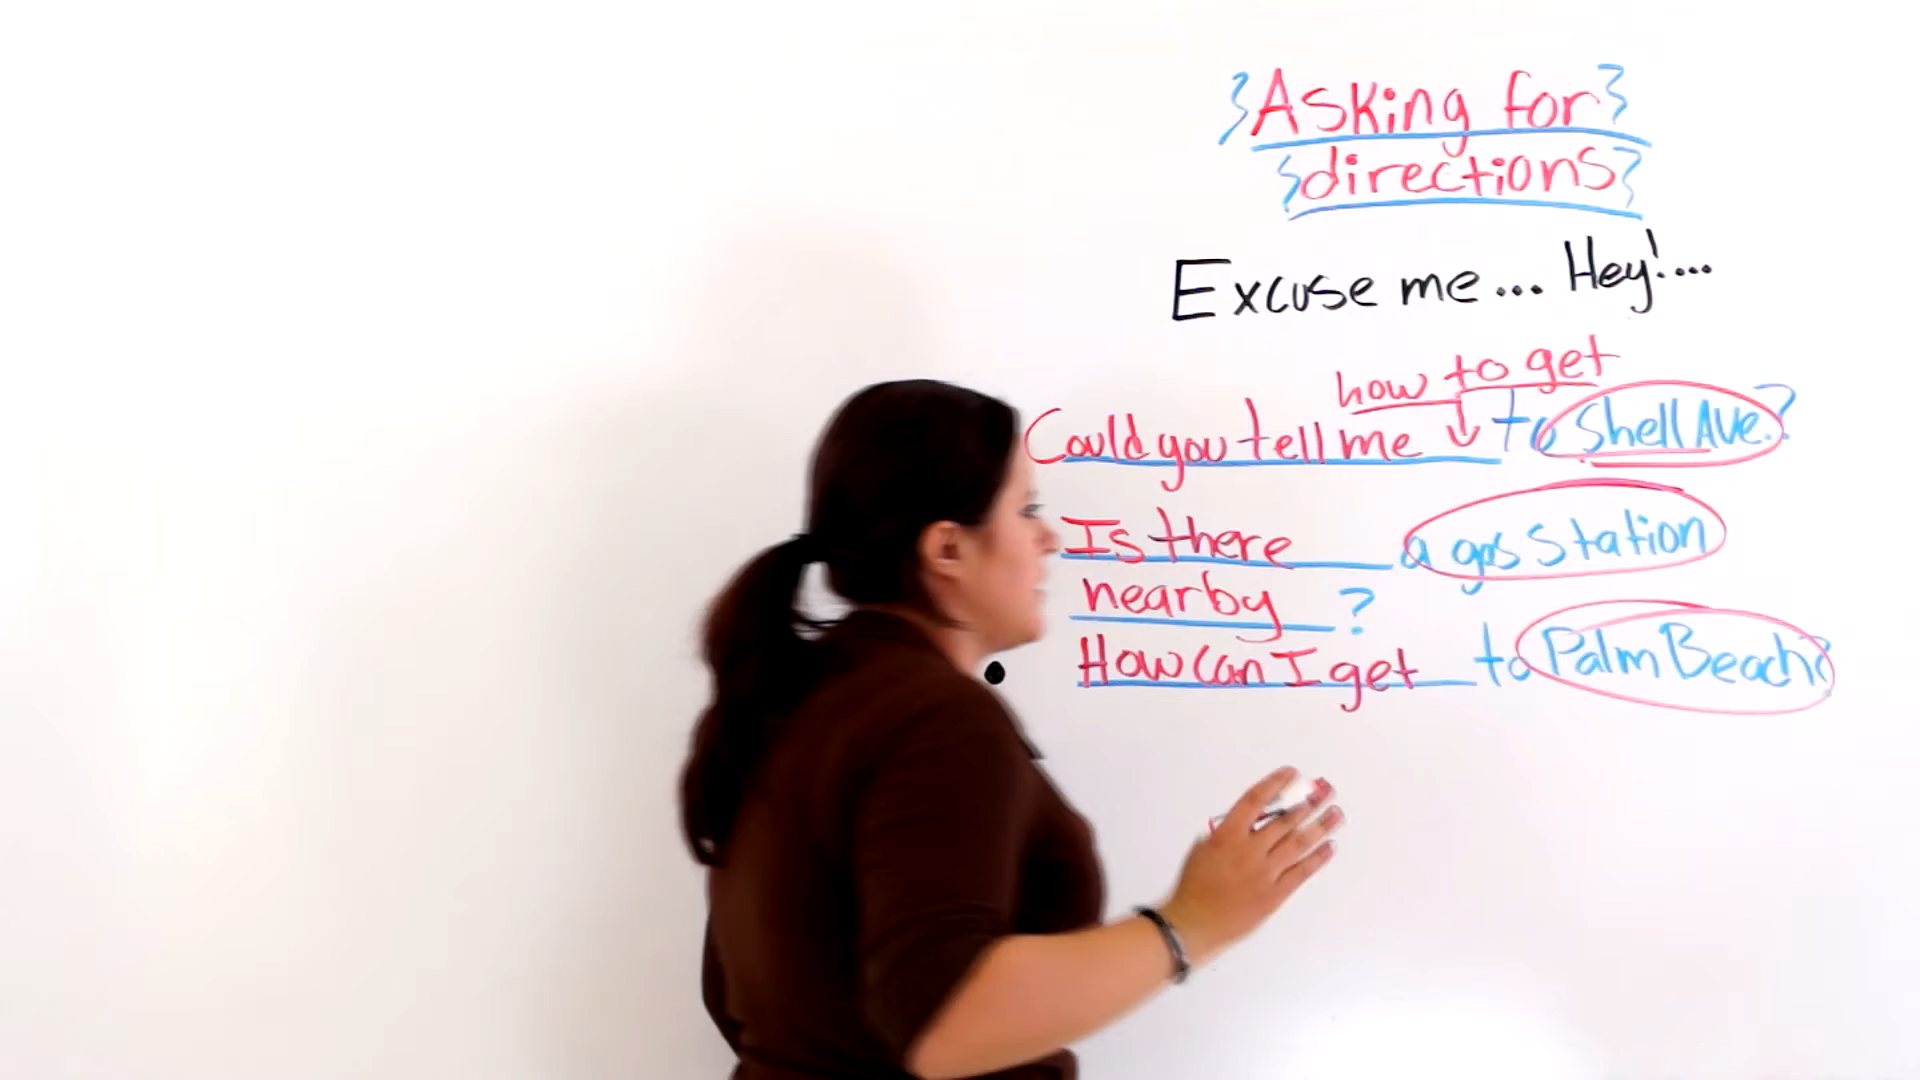 Asking for
directions
Excuse me... Hey!....
how to get
Could you tell me to Shell Ave.?
Is there a gas station
nearby ?
How can I get to Palm Beach?